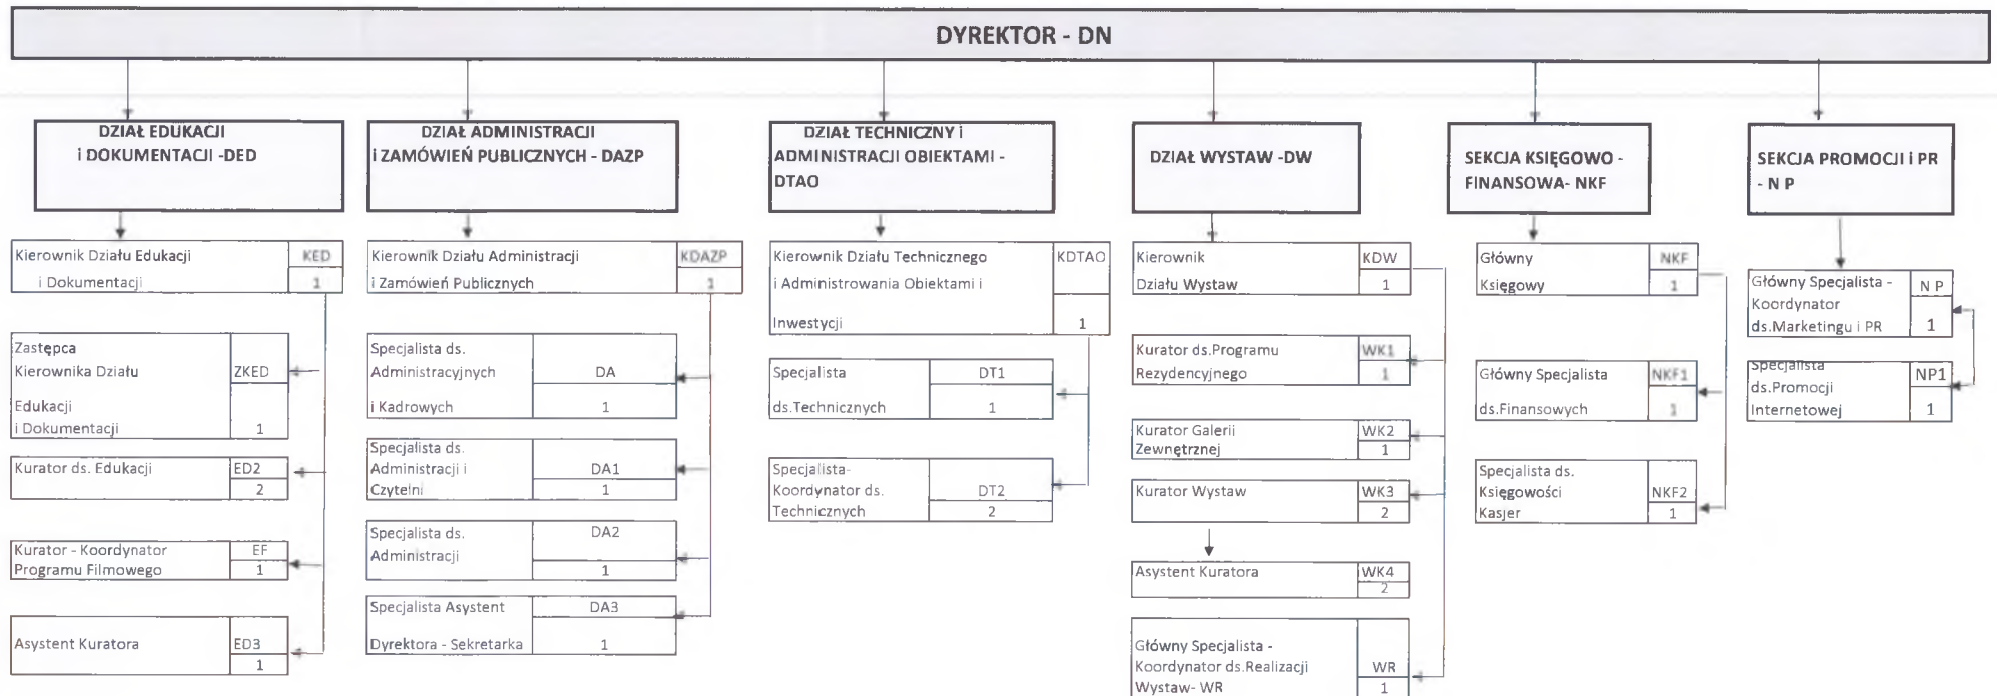 DYREKTOR - DN
DZIAŁ EDUKACJI
i DOKUMENTACJI -DED
DZIAŁ ADMINISTRACJI
i ZAMÓWIEŃ PUBLICZNYCH - DAZP
DZIAŁ TECHNICZNY i
ADMINISTRACJI OBIEKTAMI -
DTAO
DZIAŁ WYSTAW -DW
SEKCJA KSIĘGOWO -
FINANSOWA- NKF
SEKCJA PROMOCJI i PR
- N P
Kierownik Działu Edukacji
i Dokumentacji
KED
1
Zastępca
Kierownika Działu
Edukacji
i Dokumentacji
ZKED
1
Kurator ds. Edukacji
ED2
2
Kurator - Koordynator
Programu Filmowego
EF
1
Asystent Kuratora
ED3
1
Kierownik Działu Administracji
i Zamówień Publicznych
KDAZP
1
Specjalista ds.
Administracyjnych
i Kadrowych
DA
1
Specjalista ds.
Administracji i
Czytelni
DA1
1
Specjalista ds.
Administracji
DA2
1
Specjalista Asystent
Dyrektora - Sekretarka
DA3
1
Kierownik Działu Technicznego
i Administrowania Obiektami i
Inwestycji
KDTAO
1
Specjalista
ds.Technicznych
DT1
1
Specjalista-
Koordynator ds.
Technicznych
DT2
2
Kierownik
Działu Wystaw
KDW
1
Kurator ds.Programu
Rezydencyjnego
WK1
1
Kurator Galerii
Zewnętrznej
WK2
1
Kurator Wystaw
WK3
2
Asystent Kuratora
WK4
2
Główny Specjalista -
Koordynator ds.Realizacji
Wystaw- WR
WR
1
Główny
Księgowy
NKF
1
Główny Specjalista
ds.Finansowych
NKF1
1
Specjalista ds.
Księgowości
Kasjer
NKF2
1
Główny Specjalista -
Koordynator
ds.Marketingu i PR
N P
1
Specjalista
ds.Promocji
Internetowej
NP1
1